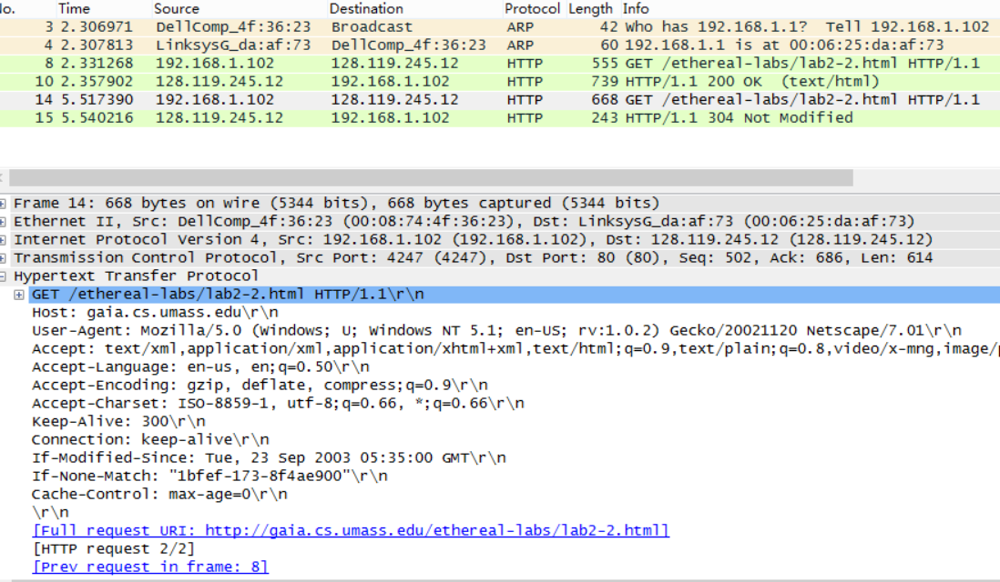 No. Time Source Destination Protocol Length Info
3 2.306971 DellComp_4f:36:23 Broadcast ARP 42 Who has 192.168.1.1? Tell 192.168.1.102
4 2.307813 LinksysG_da:af:73 DellComp_4f:36:23 ARP 60 192.168.1.1 is at 00:06:25:da:af:73
8 2.331268 192.168.1.102 128.119.245.12 HTTP 555 GET /ethereal-labs/lab2-2.html HTTP/1.1
10 2.357902 128.119.245.12 192.168.1.102 HTTP 739 HTTP/1.1 200 OK (text/html)
14 5.517390 192.168.1.102 128.119.245.12 HTTP 668 GET /ethereal-labs/lab2-2.html HTTP/1.1
15 5.540216 128.119.245.12 192.168.1.102 HTTP 243 HTTP/1.1 304 Not Modified
Frame 14: 668 bytes on wire (5344 bits), 668 bytes captured (5344 bits)
Ethernet II, Src: DellComp_4f:36:23 (00:08:74:4f:36:23), Dst: LinksysG_da:af:73 (00:06:25:da:af:73)
Internet Protocol Version 4, Src: 192.168.1.102 (192.168.1.102), Dst: 128.119.245.12 (128.119.245.12)
Transmission Control Protocol, Src Port: 4247 (4247), Dst Port: 80 (80), Seq: 502, Ack: 686, Len: 614
Hypertext Transfer Protocol
GET /ethereal-labs/lab2-2.html HTTP/1.1\r\n
Host: gaia.cs.umass.edu\r\n
User-Agent: Mozilla/5.0 (Windows; U; Windows NT 5.1; en-US; rv:1.0.2) Gecko/20021120 Netscape/7.01\r\n
Accept: text/xml,application/xml,application/xhtml+xml,text/html;q=0.9,text/plain;q=0.8,video/x-mng,image/p
Accept-Language: en-us, en;q=0.50\r\n
Accept-Encoding: gzip, deflate, compress;q=0.9\r\n
Accept-Charset: ISO-8859-1, utf-8;q=0.66, *;q=0.66\r\n
Keep-Alive: 300\r\n
Connection: keep-alive\r\n
If-Modified-Since: Tue, 23 Sep 2003 05:35:00 GMT\r\n
If-None-Match: "1bfef-173-8f4ae900"\r\n
Cache-Control: max-age=0\r\n
\r\n
[Full request URI: http://gaia.cs.umass.edu/ethereal-labs/lab2-2.html]
[HTTP request 2/2]
[Prev request in frame: 8]